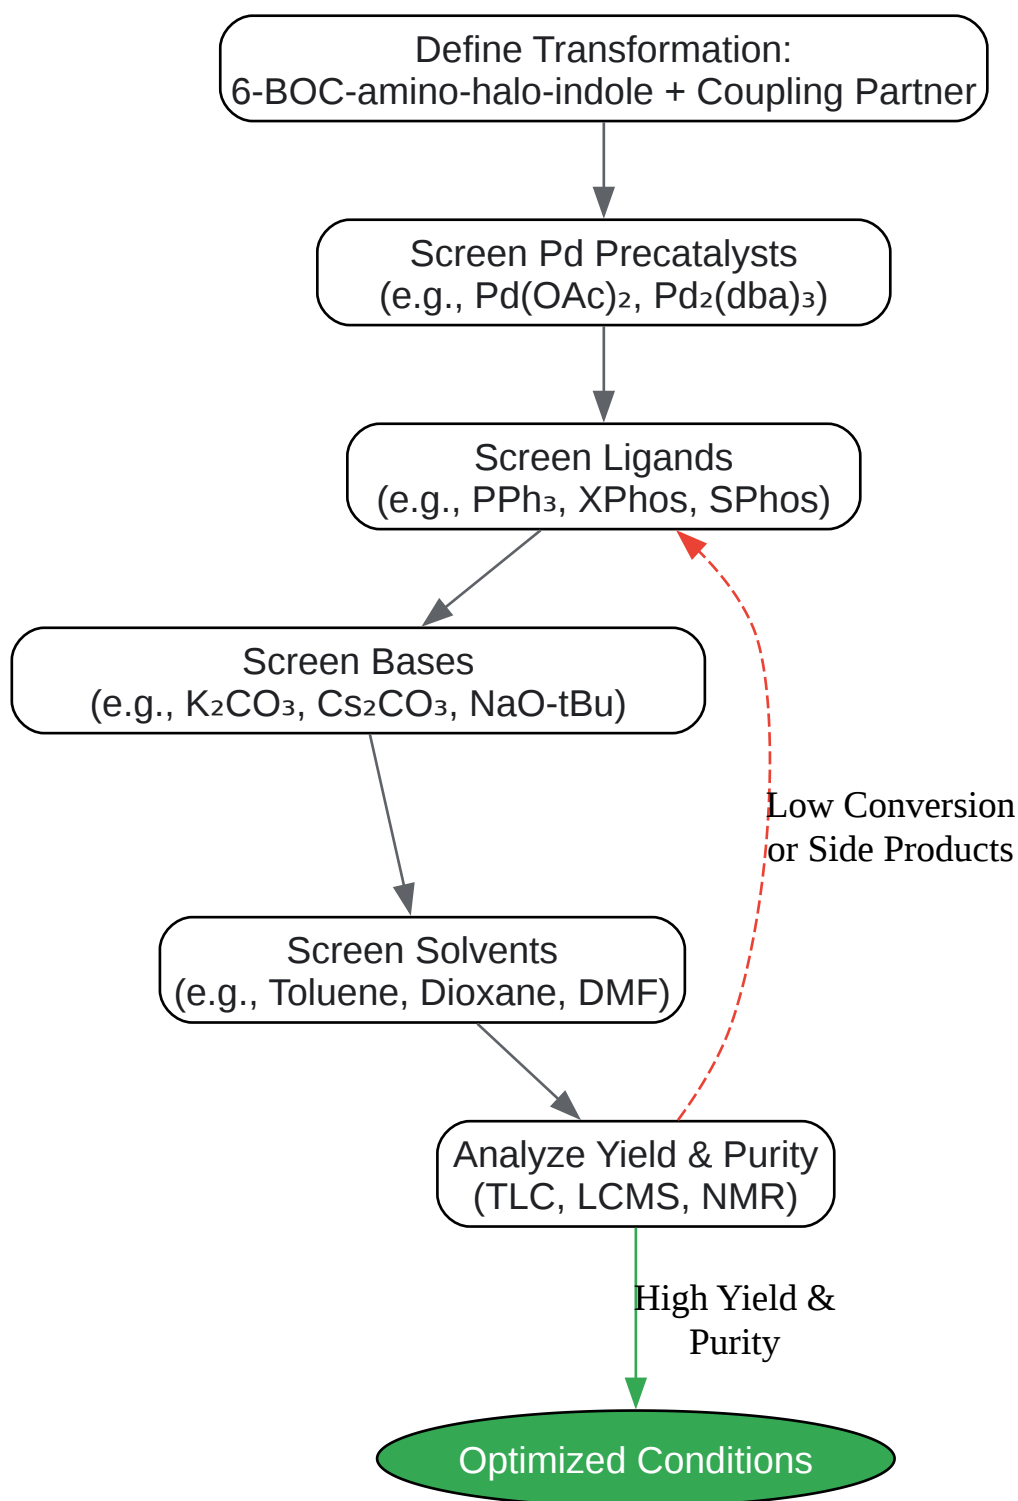 Define Transformation:
6-BOC-amino-halo-indole + Coupling Partner
Screen Pd Precatalysts
(e.g., Pd(OAc)₂, Pd₂(dba)₃)
Screen Ligands
(e.g., PPh₃, XPhos, SPhos)
Screen Bases
(e.g., K₂CO₃, Cs₂CO₃, NaO-tBu)
Low Conversion
or Side Products
Screen Solvents
(e.g., Toluene, Dioxane, DMF)
Analyze Yield & Purity
(TLC, LCMS, NMR)
High Yield &
Purity
Optimized Conditions